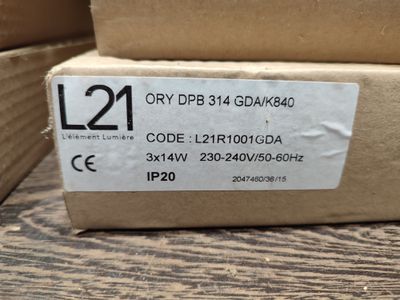 L21
L'élément Lumière
CE
ORY DPB 314 GDA/K840
CODE : L21R1001GDA
3x14W 230-240V/50-60Hz
IP20
2047460/36/15